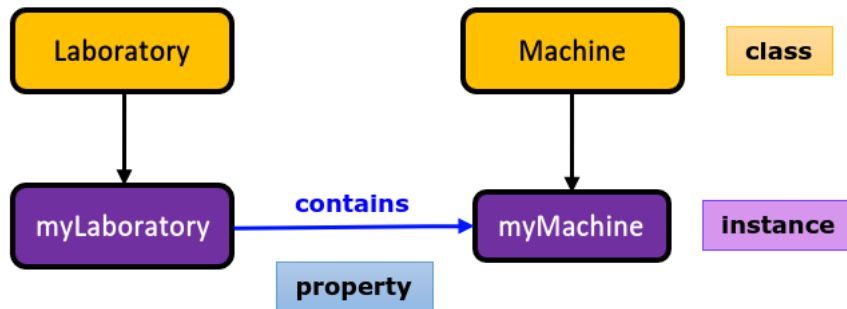 Laboratory
Machine
class
myLaboratory
contains
myMachine
instance
property